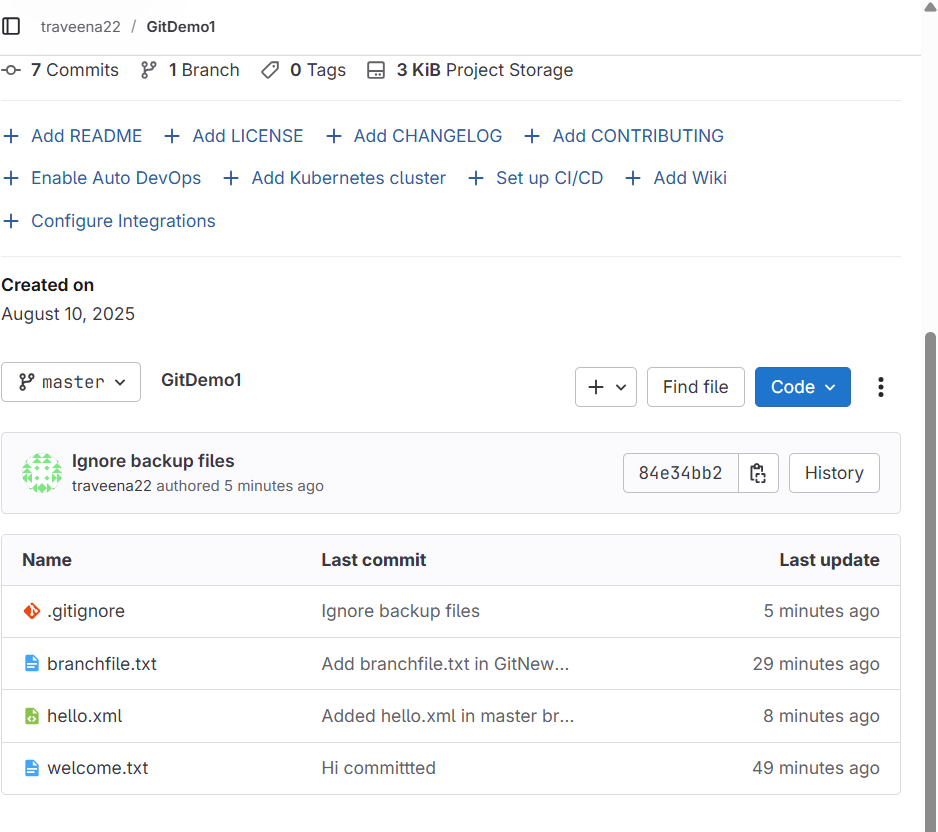 traveena22 / GitDemo1
7 Commits 1 Branch 0 Tags 3 KiB Project Storage
Add README Add LICENSE Add CHANGELOG Add CONTRIBUTING
Enable Auto DevOps Add Kubernetes cluster Set up CI/CD Add Wiki
Configure Integrations
Created on
August 10, 2025
master GitDemo1 Find file Code
Ignore backup files
traveena22 authored 5 minutes ago
84e34bb2 History
Name Last commit Last update
.gitignore Ignore backup files 5 minutes ago
branchfile.txt Add branchfile.txt in GitNew... 29 minutes ago
hello.xml Added hello.xml in master br... 8 minutes ago
welcome.txt Hi committted 49 minutes ago